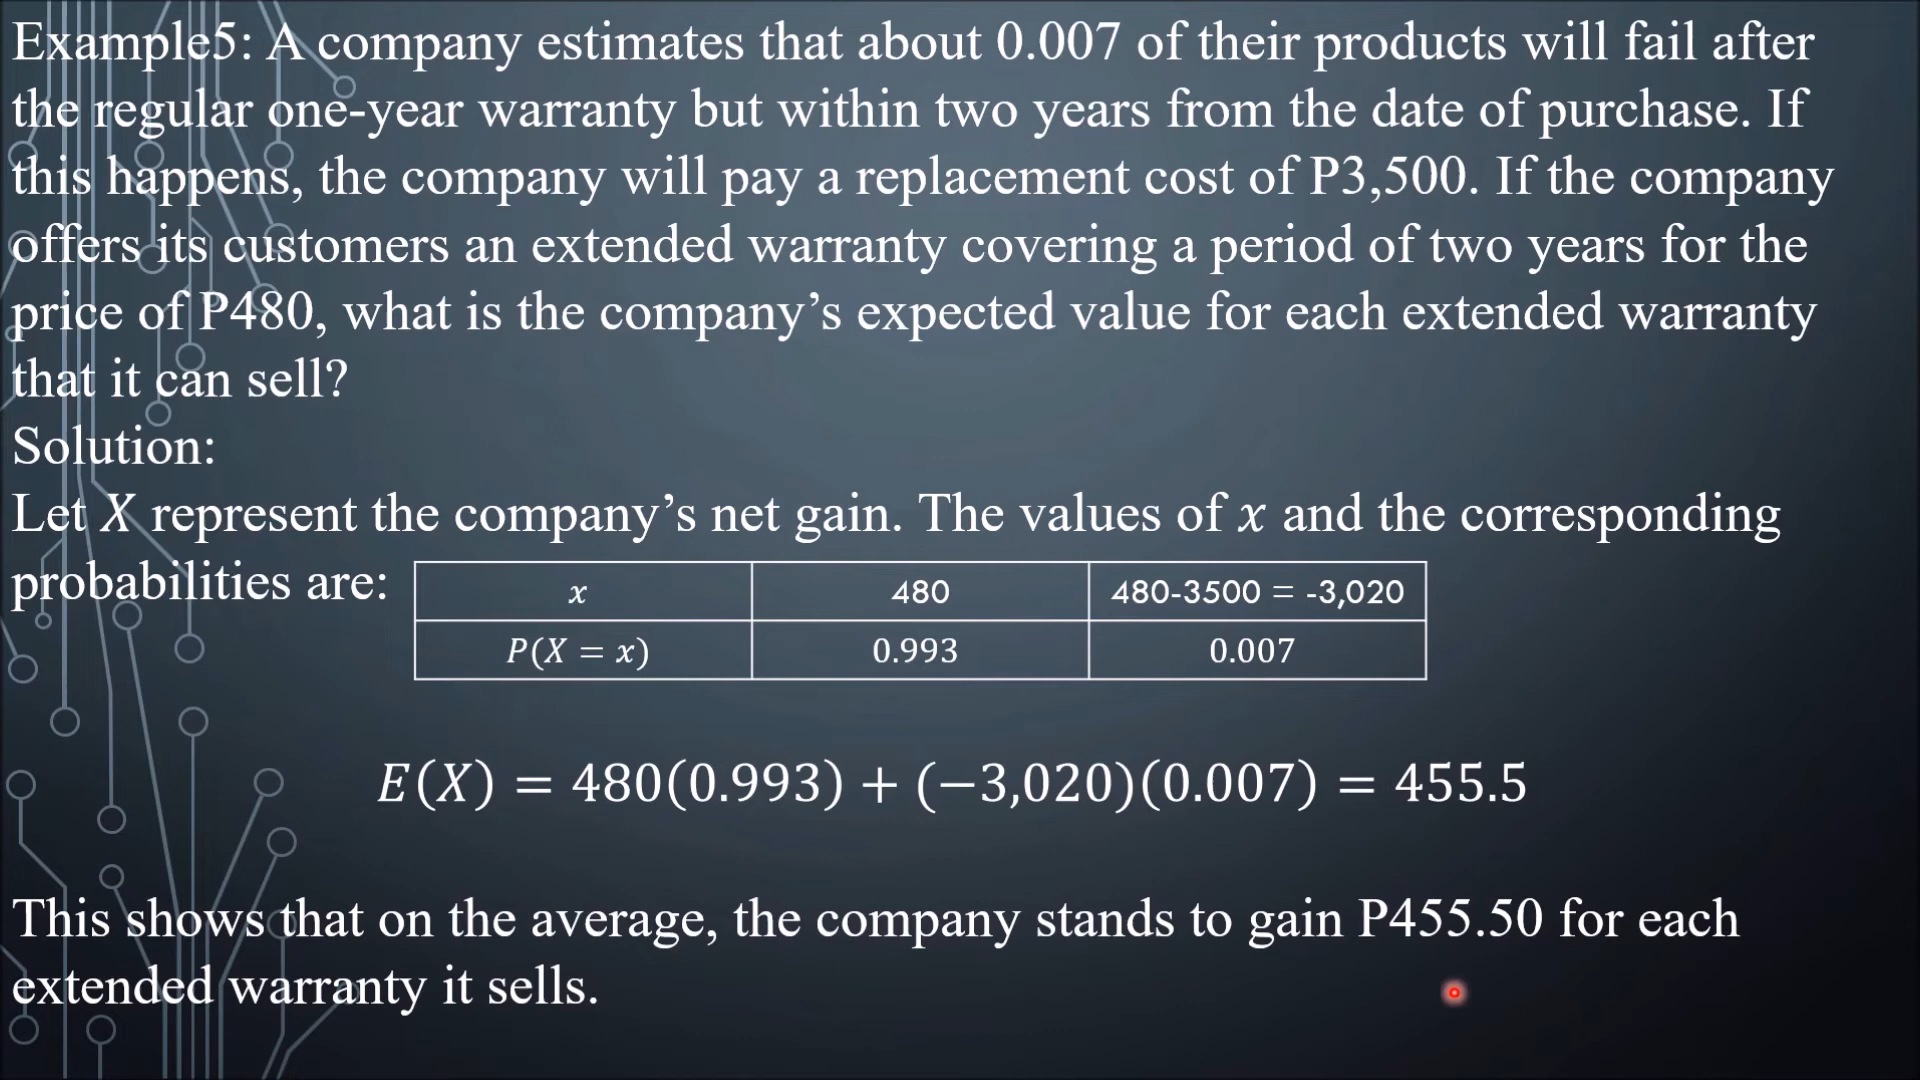 Example5: A company estimates that about 0.007 of their products will fail after
the regular one-year warranty but within two years from the date of purchase. If
this happens, the company will pay a replacement cost of P3,500. If the company
offers its customers an extended warranty covering a period of two years for the
price of P480, what is the company’s expected value for each extended warranty
that it can sell?
Solution:
Let X represent the company’s net gain. The values of x and the corresponding
probabilities are:
x 480 480-3500 = -3,020
P(X = x) 0.993 0.007
E(X) = 480(0.993) + (−3,020)(0.007) = 455.5
This shows that on the average, the company stands to gain P455.50 for each
extended warranty it sells.